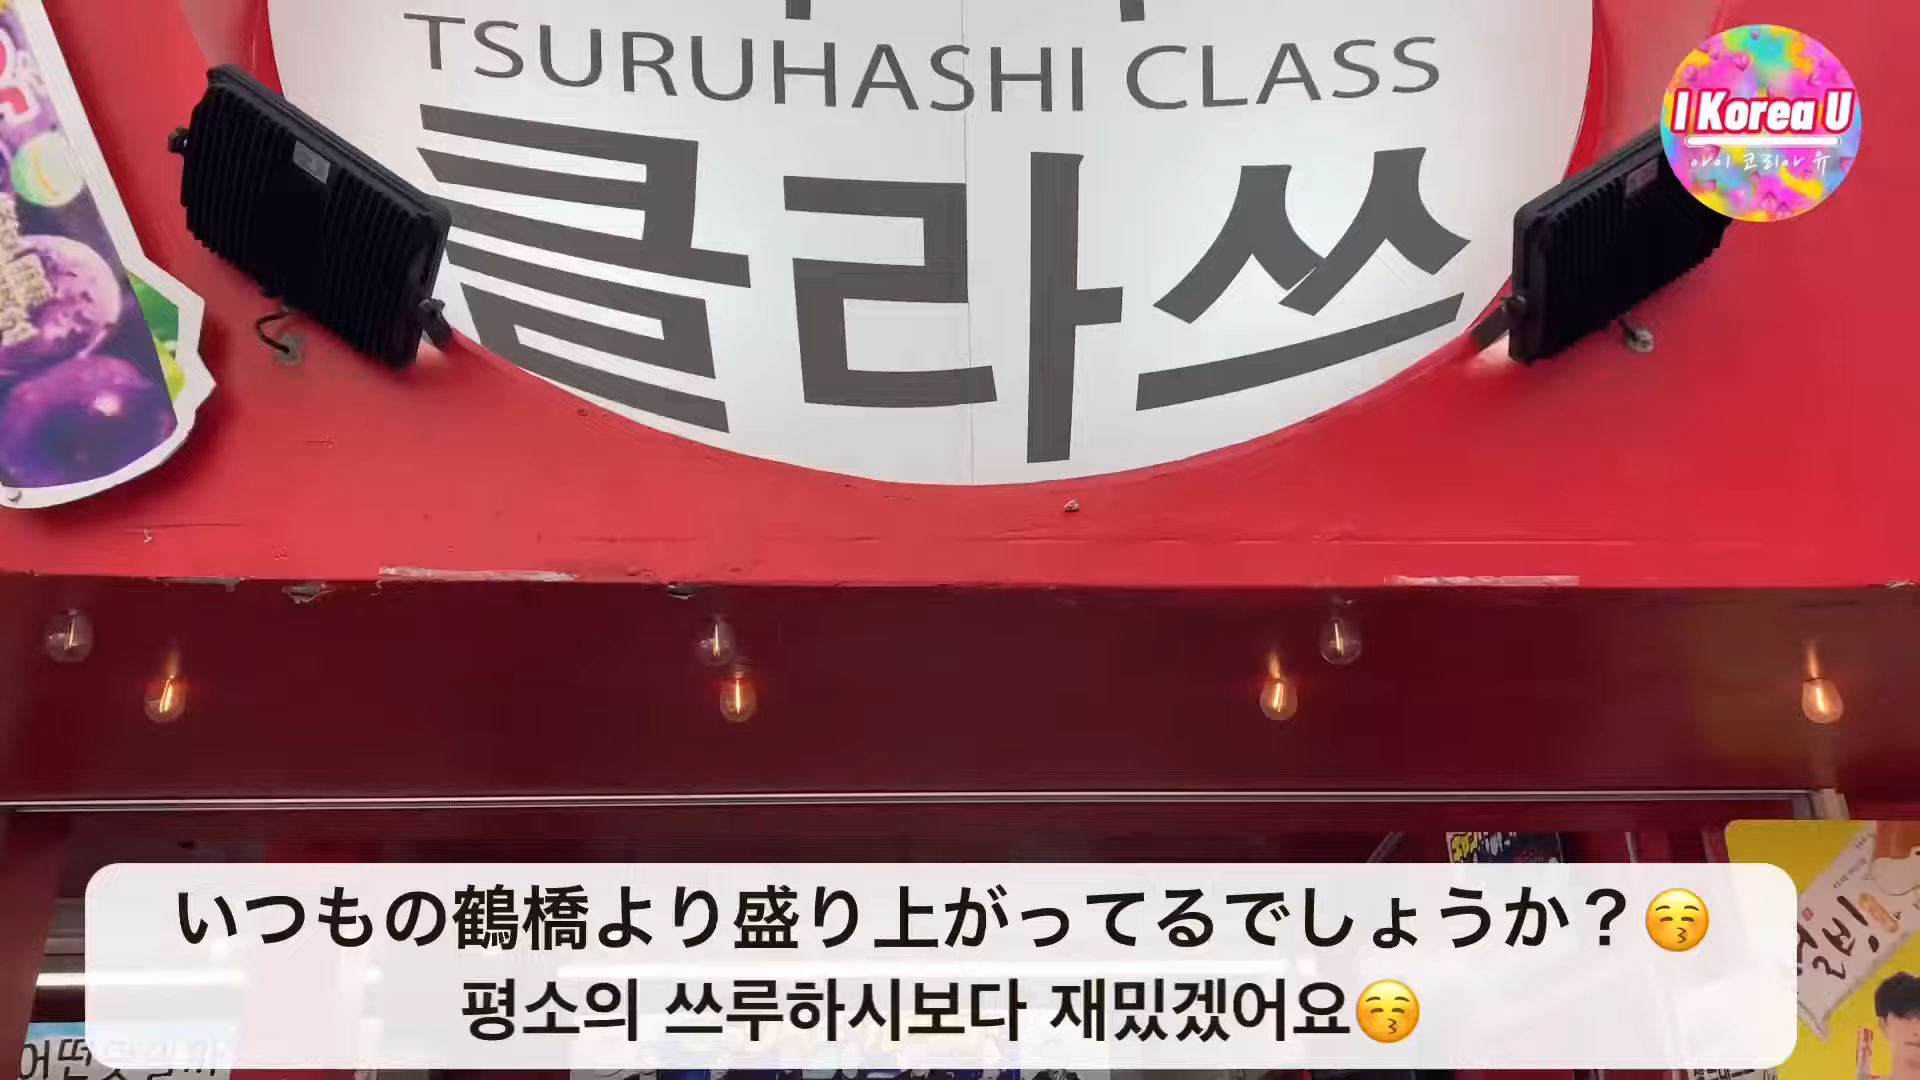 TSURUHASHI CLASS
클라쓰
I Korea U
아이 코리아 유
いつもの鶴橋より盛り上がってるでしょうか？😚
평소의 쓰루하시보다 재밌겠어요😚